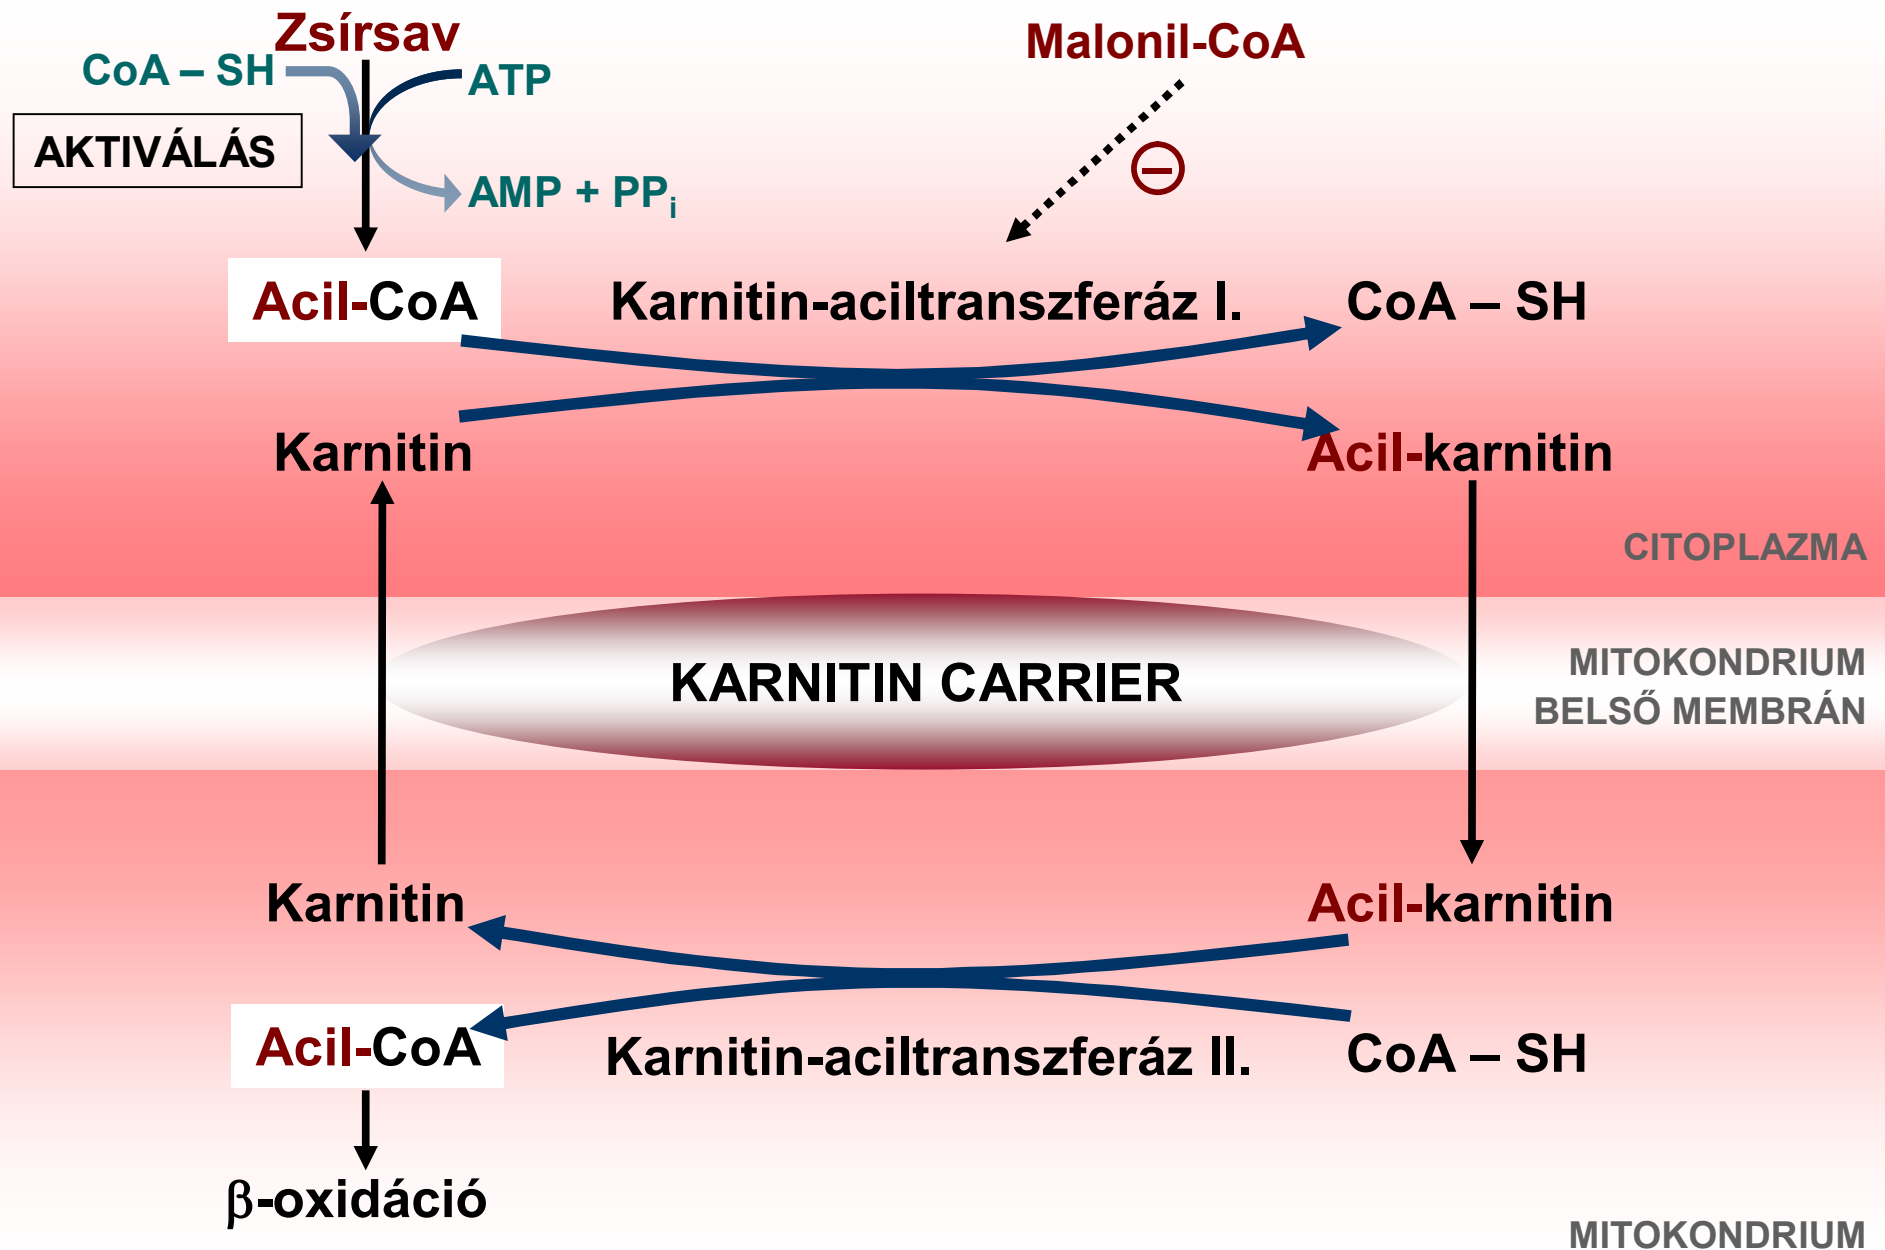 Zsírsav
Malonil-CoA
CoA – SH
ATP
AKTIVÁLÁS
AMP + PPi
Acil-CoA
Karnitin-aciltranszferáz I.
CoA – SH
Karnitin
Acil-karnitin
CITOPLAZMA
KARNITIN CARRIER
MITOKONDRIUM
BELSŐ MEMBRÁN
Karnitin
Acil-karnitin
Acil-CoA
Karnitin-aciltranszferáz II.
CoA – SH
β-oxidáció
MITOKONDRIUM